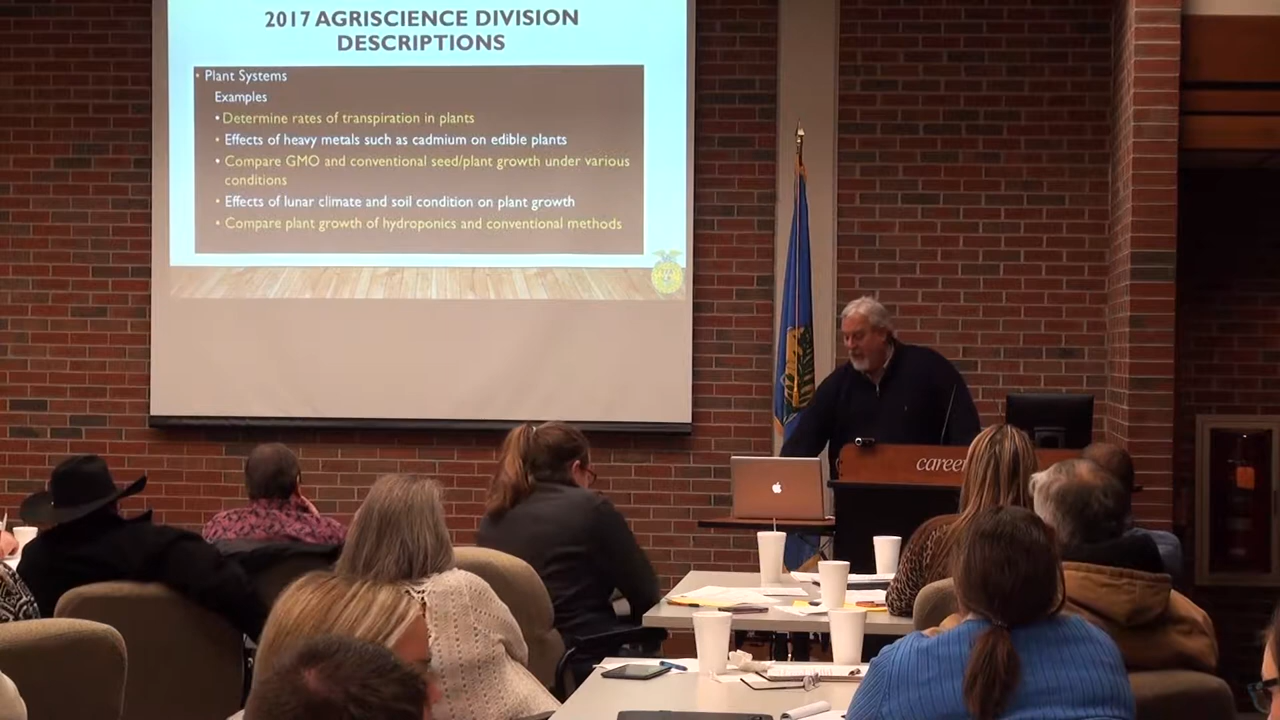 2017 AGRISCIENCE DIVISION
DESCRIPTIONS
• Plant Systems
Examples
• Determine rates of transpiration in plants
• Effects of heavy metals such as cadmium on edible plants
• Compare GMO and conventional seed/plant growth under various
conditions
• Effects of lunar climate and soil condition on plant growth
• Compare plant growth of hydroponics and conventional methods